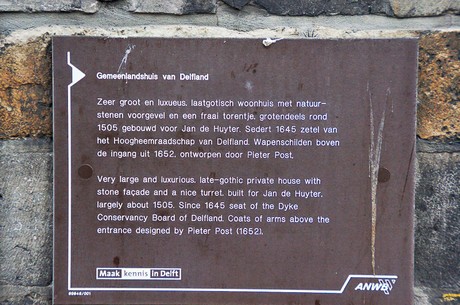 Gemeenlandshuis van Delfland
Zeer groot en luxueus, laatgotisch woonhuis met natuur-
stenen voorgevel en een fraai torentje, grotendeels rond
1505 gebouwd voor Jan de Huyter. Sedert 1645 zetel van
het Hoogheemraadschap van Delfland. Wapenschilden boven
de ingang uit 1652, ontworpen door Pieter Post.
Very large and luxurious, late-gothic private house with
stone façade and a nice turret, built for Jan de Huyter,
largely about 1505. Since 1645 seat of the Dyke
Conservancy Board of Delfland. Coats of arms above the
entrance designed by Pieter Post (1652).
Maak kennis in Delft
ANWB